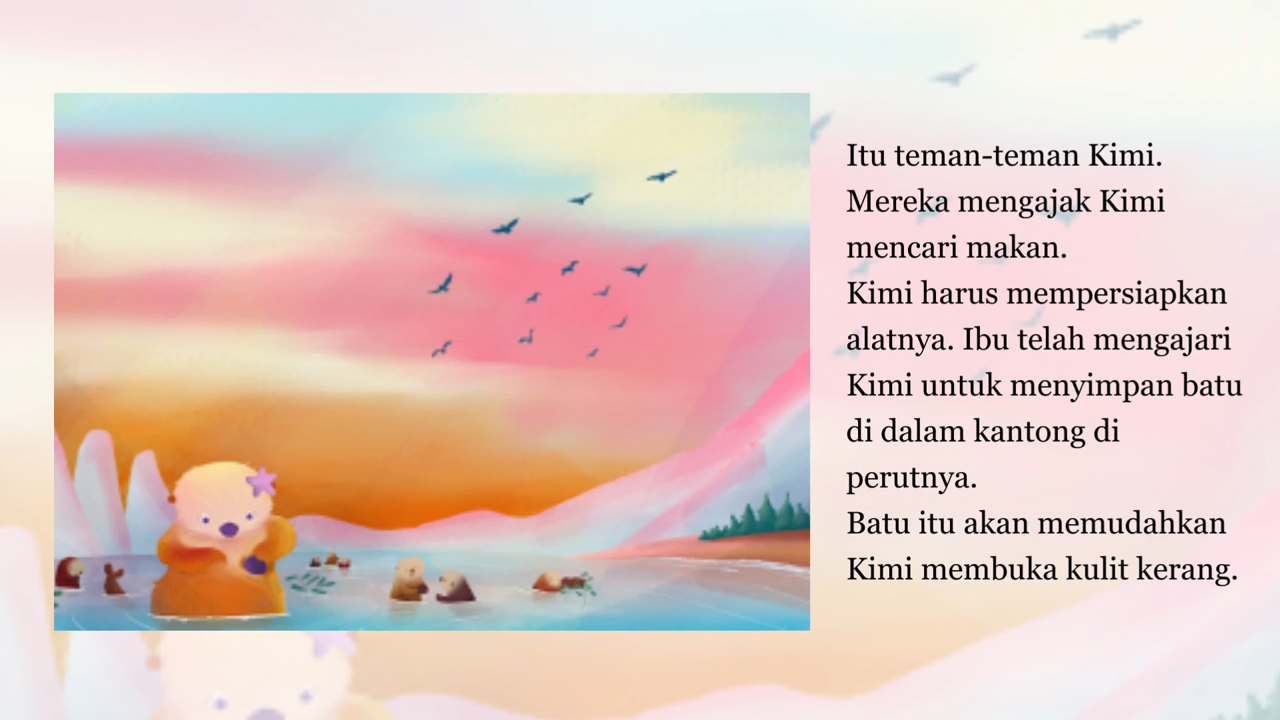 Itu teman-teman Kimi.
Mereka mengajak Kimi
mencari makan.
Kimi harus mempersiapkan
alatnya. Ibu telah mengajari
Kimi untuk menyimpan batu
di dalam kantong di
perutnya.
Batu itu akan memudahkan
Kimi membuka kulit kerang.